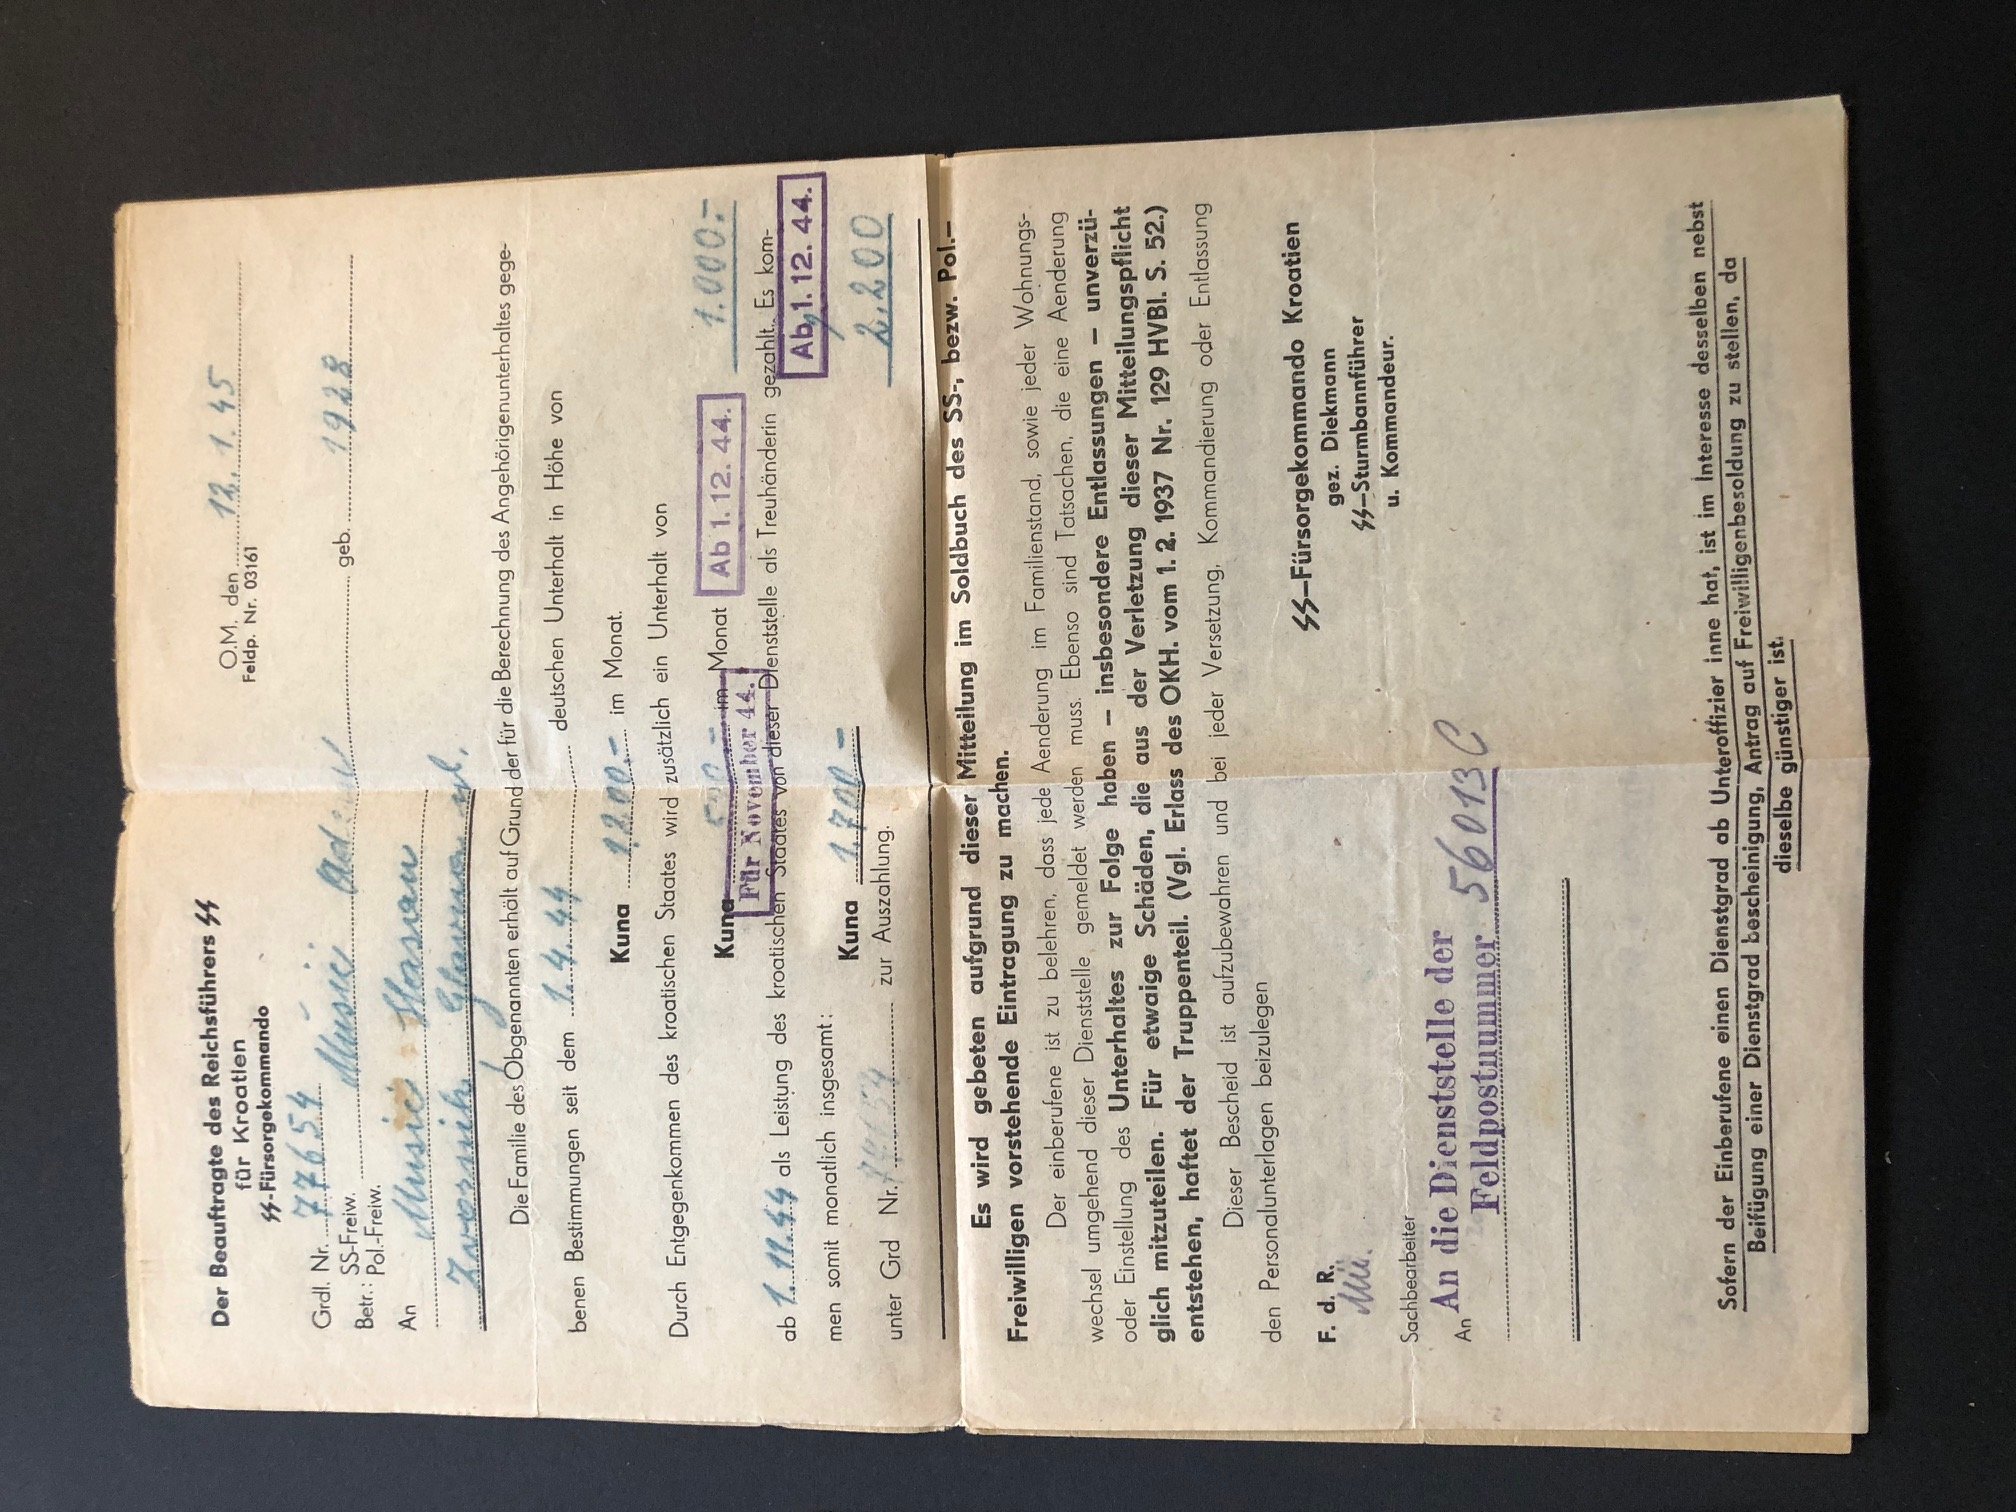 Der Beauftragte des Reichsführers SS
für Kroatien
SS-Fürsorgekommando
O.M. den 12. 1. 45
Feldp. Nr. 03161
Grdl. Nr. 77654
Betr.: SS-Freiw.
Pol.-Freiw.
Musić
geb. 1928
An Musić Hassan
Zvornik
Die Familie des Obgenannten erhölt auf Grund der für die Berechnung des Angehörigenunterhaltes gege-
benen Bestimmungen seit dem 1.4.44 deutschen Unterhalt in Höhe von
Kuna 1200.- im Monat.
Durch Entgegenkommen des kroatischen Staates wird zusätzlich ein Unterhalt von
Kuna 500 - im Monat Ab 1. 12. 44. 1.000.-
Für November 44.
ab 1.11.44 als Leistung des kroatischen Staates von dieser Dienststelle als Treuhänderin gezahlt. Es kom-
men somit monatlich insgesamt:
Ab 1. 12. 44.
Kuna 1.700 - 2.200
unter Grd Nr. zur Auszahlung.
Es wird gebeten aufgrund dieser Mitteilung im Soldbuch des SS-, bezw. Pol.-
Freiwilligen vorstehende Eintragung zu machen.
Der einberufene ist zu belehren, dass jede Aenderung im Familienstand, sowie jeder Wohnungs-
wechsel umgehend dieser Dienststelle gemeldet werden muss. Ebenso sind Tatsachen, die eine Aenderung
oder Einstellung des Unterhaltes zur Folge haben — insbesondere Entlassungen — unverzü-
glich mitzuteilen. Für etwaige Schäden, die aus der Verletzung dieser Mitteilungspflicht
entstehen, haftet der Truppenteil. (Vgl. Erlass des OKH. vom 1. 2. 1937 Nr. 129 HVBl. S. 52.)
Dieser Bescheid ist aufzubewahren und bei jeder Versetzung, Kommandierung oder Entlassung
den Personalunterlagen beizulegen
SS-Fürsorgekommando Kroatien
gez. Diekmann
SS-Sturmbannführer
u. Kommandeur.
F. d. R.
Mü.
Sachbearbeiter
An An die Dienststelle der
Feldpostnummer 56013C
Sofern der Einberufene einen Dienstgrad ab Unteroffizier inne hat, ist im Interesse desselben nebst
Beifügung einer Dienstgrad bescheinigung, Antrag auf Freiwilligenbesoldung zu stellen, da
dieselbe günstiger ist.